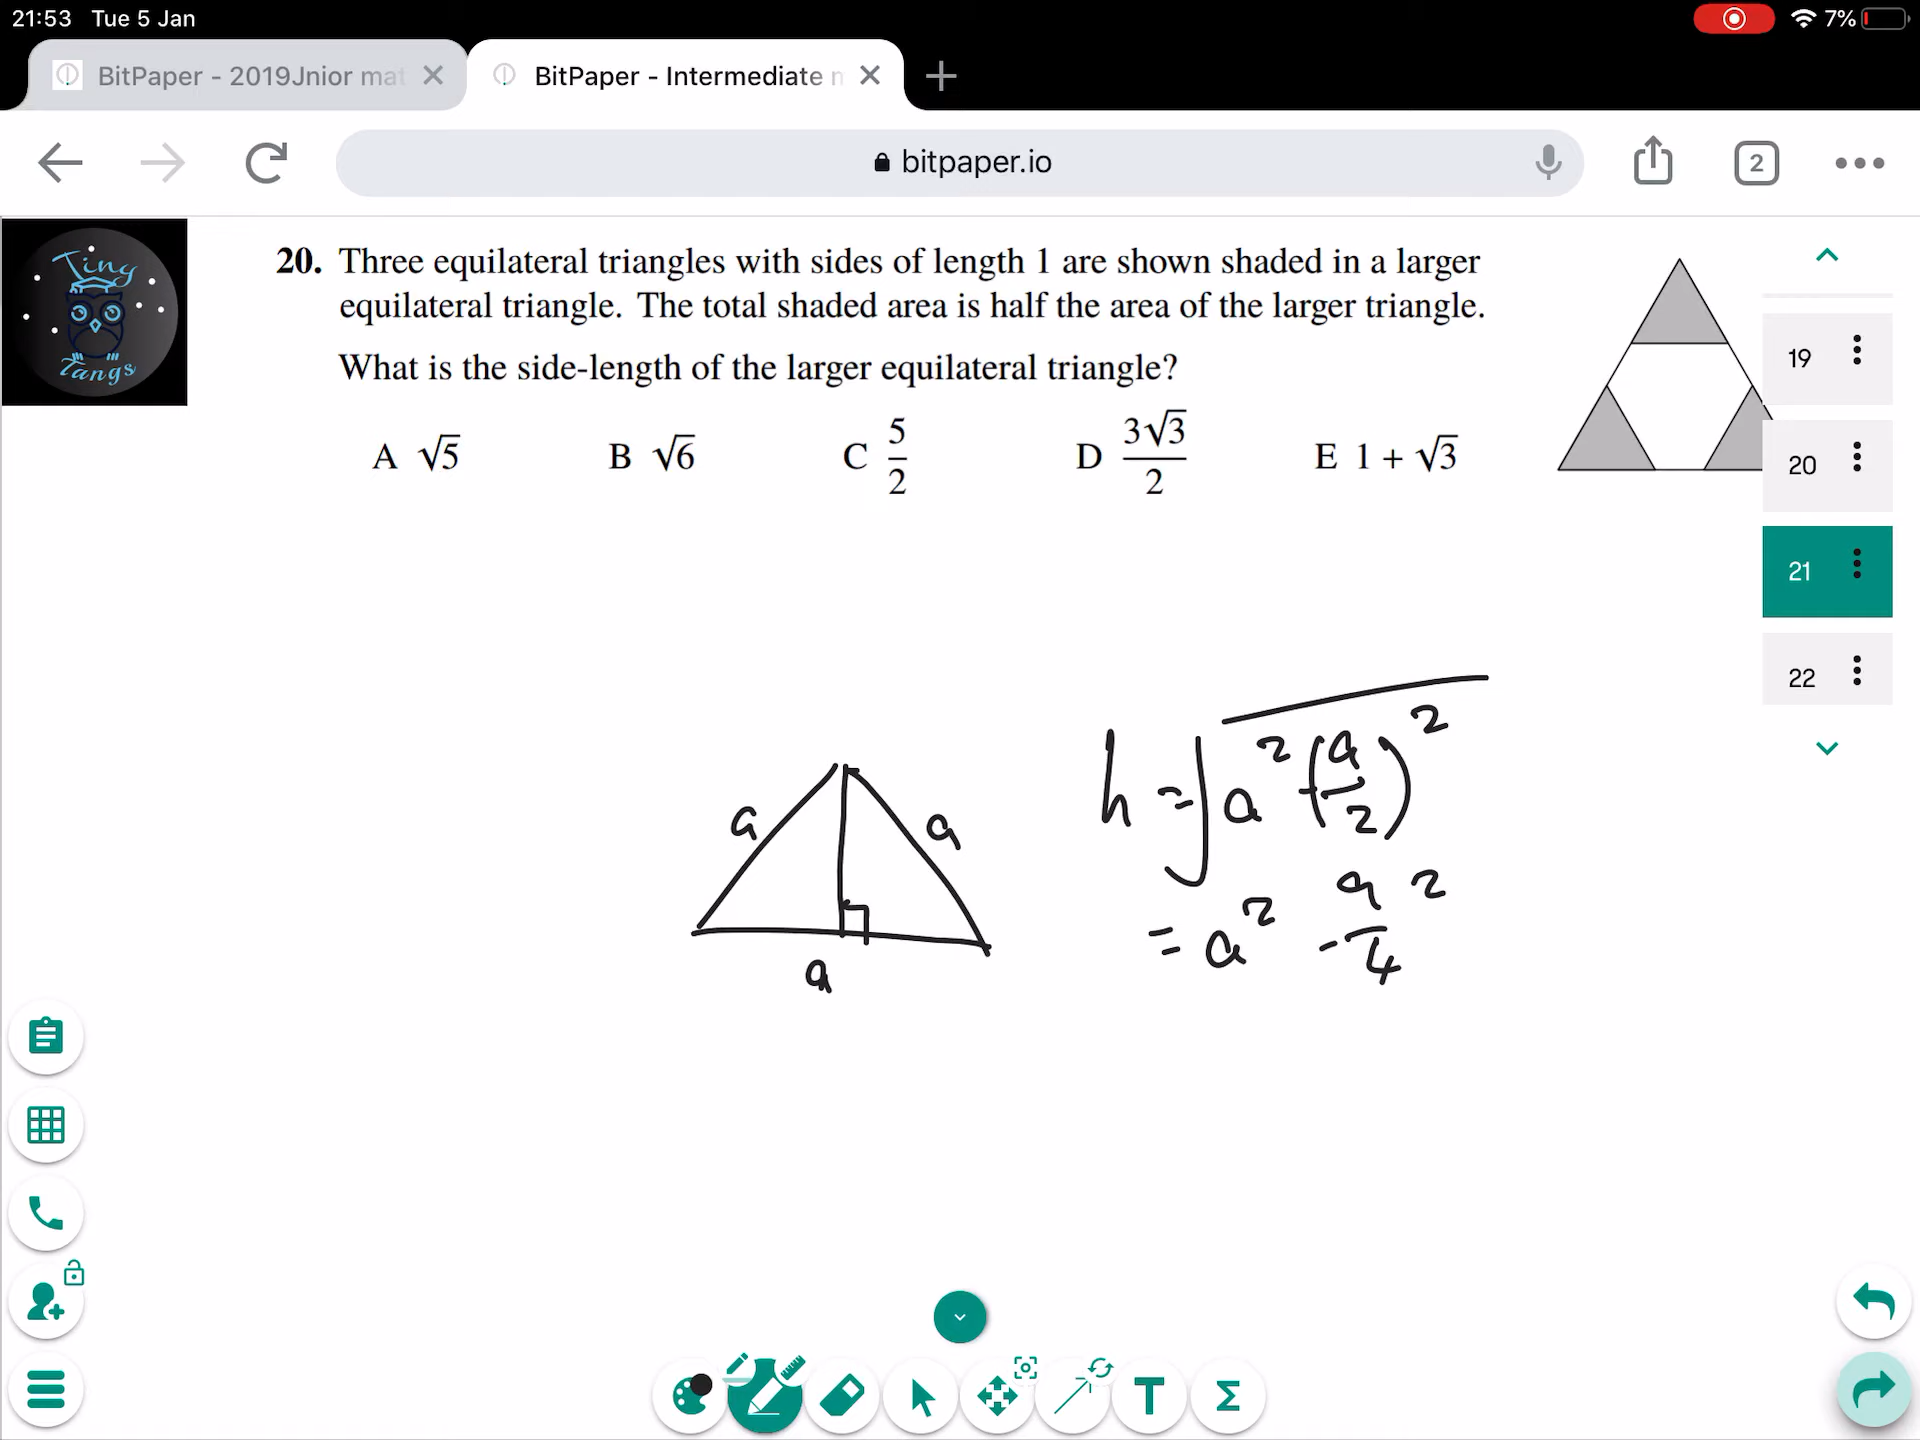 21:53 Tue 5 Jan
7%
BitPaper - 2019Jnior mat
BitPaper - Intermediate m
bitpaper.io
2
Tiny
Tangs
20. Three equilateral triangles with sides of length 1 are shown shaded in a larger
equilateral triangle. The total shaded area is half the area of the larger triangle.
What is the side-length of the larger equilateral triangle?
A √5 B √6 C 5/2 D 3√3/2 E 1 + √3
19
20
21
22
a a
a
h = √a² - (a/2)²
= a² - a²/4
T Σ